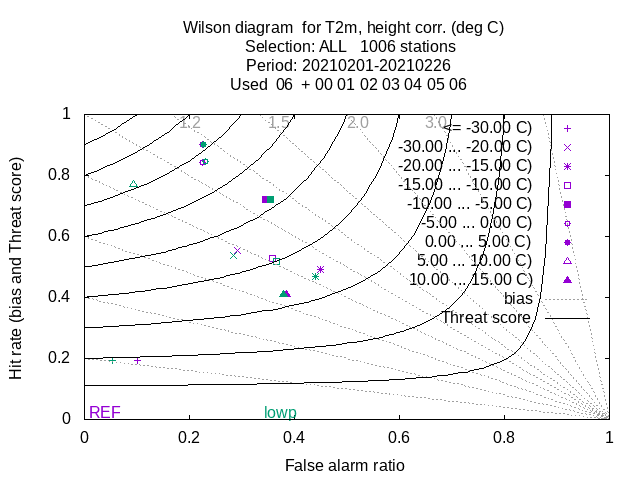 Wilson diagram  for T2m, height corr. (deg C)
Selection: ALL   1006 stations
Period: 20210201-20210226
Used  06  + 00 01 02 03 04 05 06
1.2 1.5 2.0 3.0
<= -30.00 C)
-30.00 ... -20.00 C)
-20.00 ... -15.00 C)
-15.00 ... -10.00 C)
-10.00 ... -5.00 C)
-5.00 ... 0.00 C)
0.00 ... 5.00 C)
5.00 ... 10.00 C)
10.00 ... 15.00 C)
bias
Threat score
1
0.8
0.6
0.4
0.2
0
Hit rate (bias and Threat score)
REF lowp
0 0.2 0.4 0.6 0.8 1
False alarm ratio